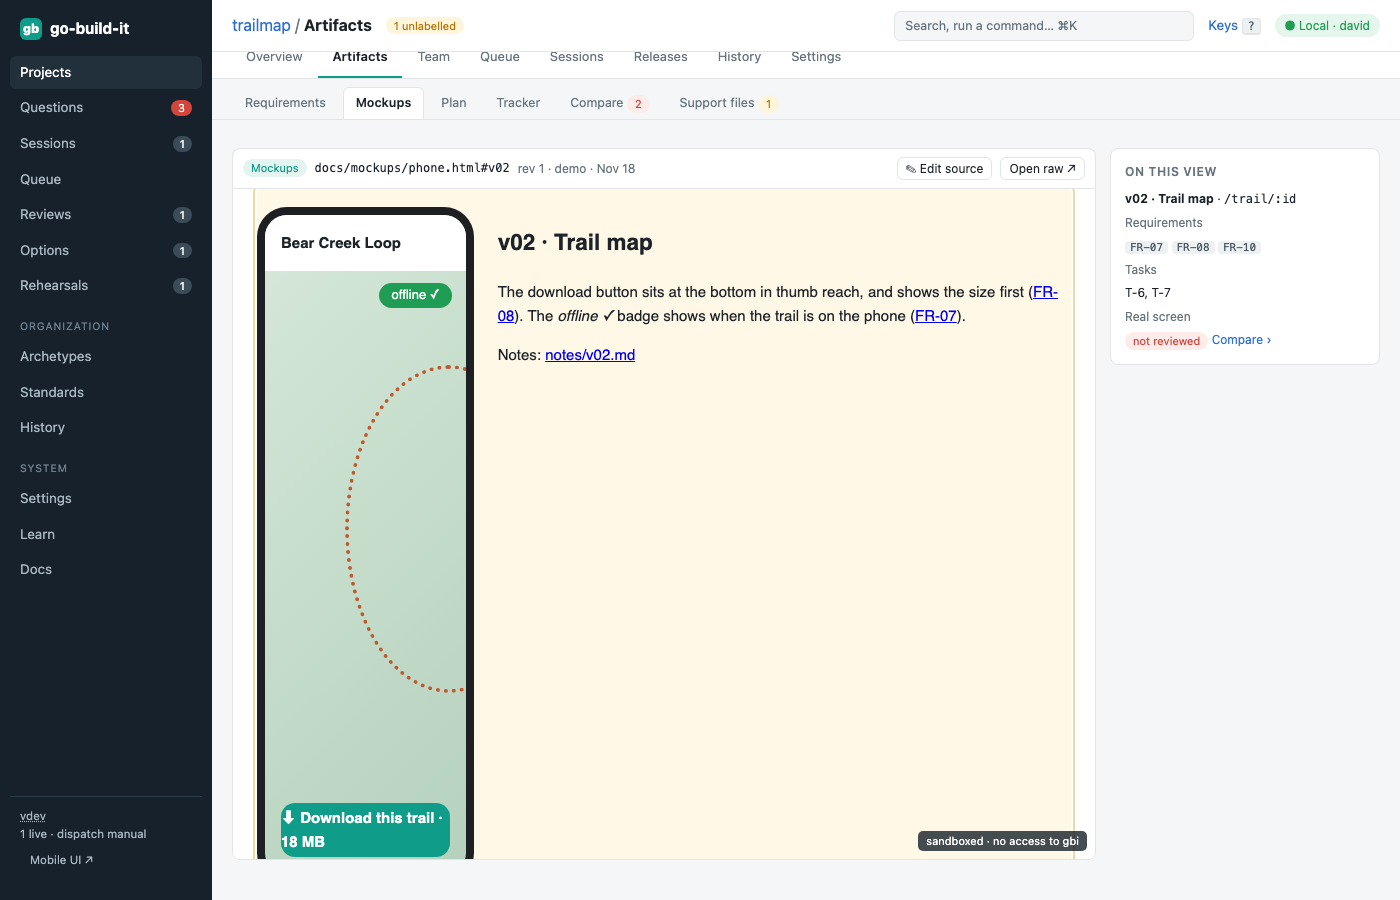 gb go-build-it
Projects
Questions 3
Sessions 1
Queue
Reviews 1
Options 1
Rehearsals 1
ORGANIZATION
Archetypes
Standards
History
SYSTEM
Settings
Learn
Docs
vdev
1 live · dispatch manual
Mobile UI ↗
trailmap / Artifacts 1 unlabelled
Search, run a command... ⌘K
Keys ?
Local · david
Overview Artifacts Team Queue Sessions Releases History Settings
Requirements Mockups Plan Tracker Compare 2 Support files 1
Mockups docs/mockups/phone.html#v02 rev 1 · demo · Nov 18
✎ Edit source
Open raw ↗
Bear Creek Loop
offline ✓
⬇ Download this trail ·
18 MB
v02 · Trail map
The download button sits at the bottom in thumb reach, and shows the size first (FR-
08). The offline ✓ badge shows when the trail is on the phone (FR-07).
Notes: notes/v02.md
sandboxed · no access to gbi
ON THIS VIEW
v02 · Trail map · /trail/:id
Requirements
FR-07 FR-08 FR-10
Tasks
T-6, T-7
Real screen
not reviewed Compare ›